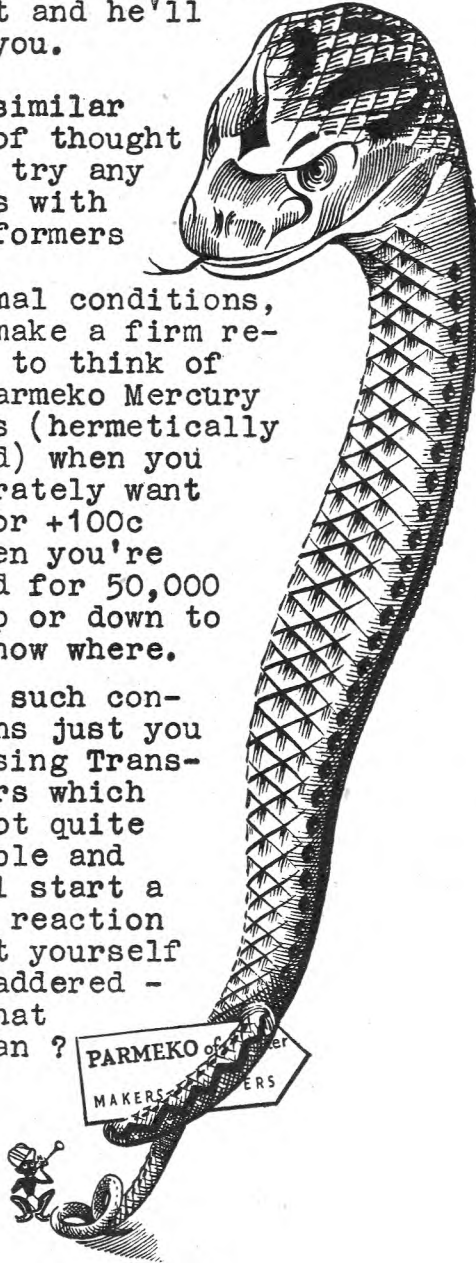 t and he'll
you.
similar
of thought
try any
s with
formers
mal conditions,
make a firm re-
to think of
armeko Mercury
s (hermetically
d) when you
rately want
or +100c
en you're
d for 50,000
p or down to
now where.
such con-
ns just you
sing Trans-
rs which
ot quite
ble and
l start a
reaction
t yourself
addered -
hat
an ?
PARMEKO of
MAKERS
ERS